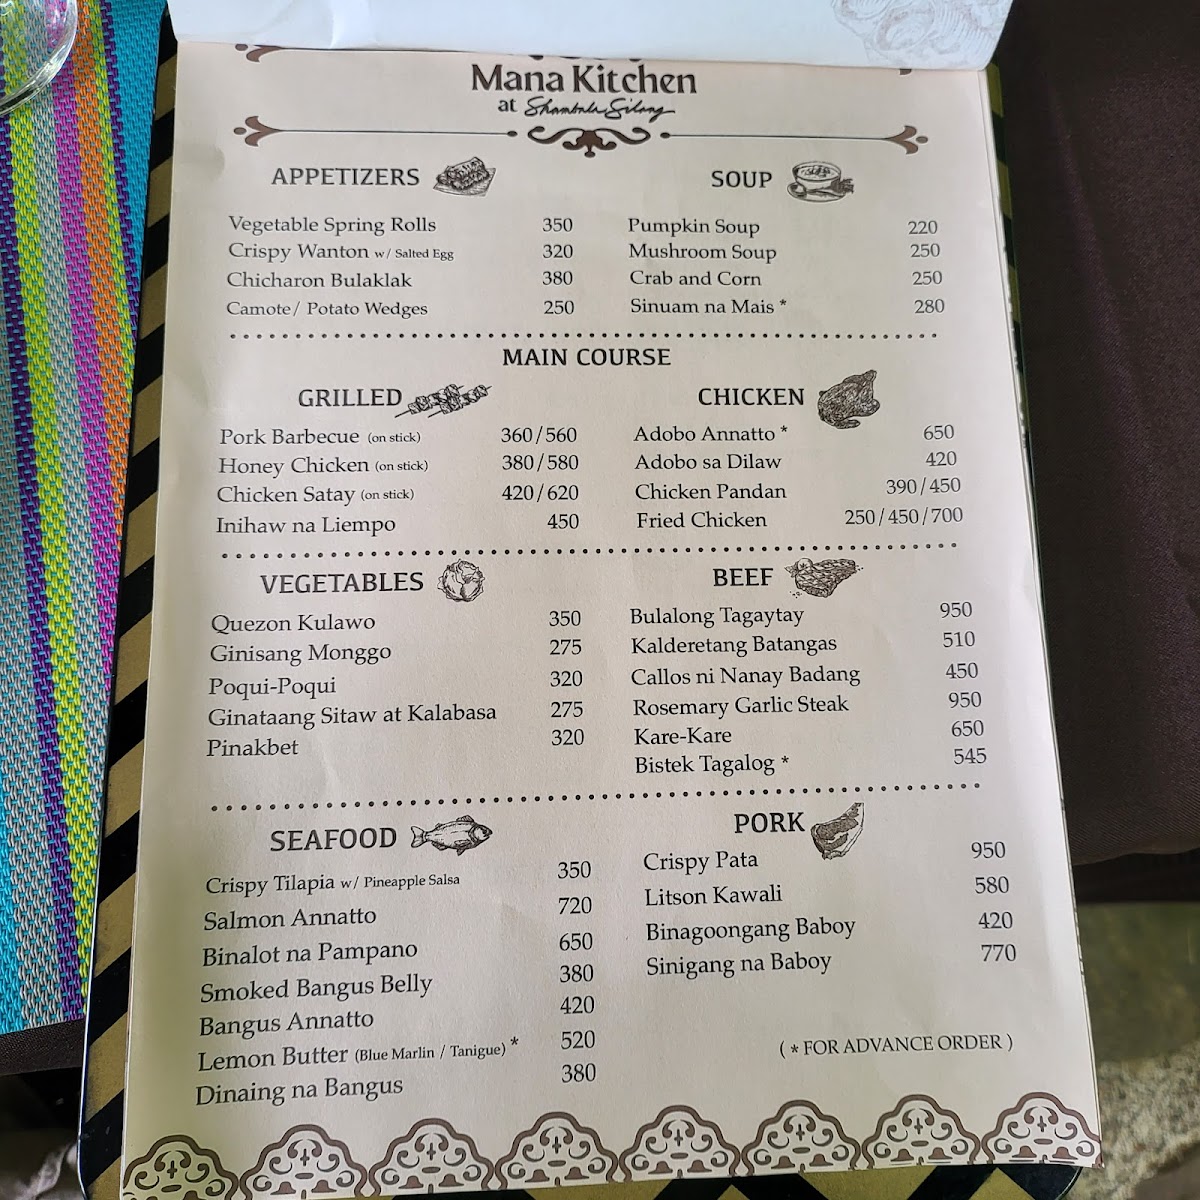 Mana Kitchen
at Shambala Silang
APPETIZERS
Vegetable Spring Rolls 350
Crispy Wanton w/ Salted Egg 320
Chicharon Bulaklak 380
Camote/ Potato Wedges 250
SOUP
Pumpkin Soup 220
Mushroom Soup 250
Crab and Corn 250
Sinuam na Mais * 280
MAIN COURSE
GRILLED
Pork Barbecue (on stick) 360/560
Honey Chicken (on stick) 380/580
Chicken Satay (on stick) 420/620
Inihaw na Liempo 450
CHICKEN
Adobo Annatto * 650
Adobo sa Dilaw 420
Chicken Pandan 390/450
Fried Chicken 250/450/700
VEGETABLES
Quezon Kulawo 350
Ginisang Monggo 275
Poqui-Poqui 320
Ginataang Sitaw at Kalabasa 275
Pinakbet 320
BEEF
Bulalong Tagaytay 950
Kalderetang Batangas 510
Callos ni Nanay Badang 450
Rosemary Garlic Steak 950
Kare-Kare 650
Bistek Tagalog * 545
SEAFOOD
Crispy Tilapia w/ Pineapple Salsa 350
Salmon Annatto 720
Binalot na Pampano 650
Smoked Bangus Belly 380
Bangus Annatto 420
Lemon Butter (Blue Marlin / Tanigue) * 520
Dinaing na Bangus 380
PORK
Crispy Pata 950
Litson Kawali 580
Binagoongang Baboy 420
Sinigang na Baboy 770
( * FOR ADVANCE ORDER )